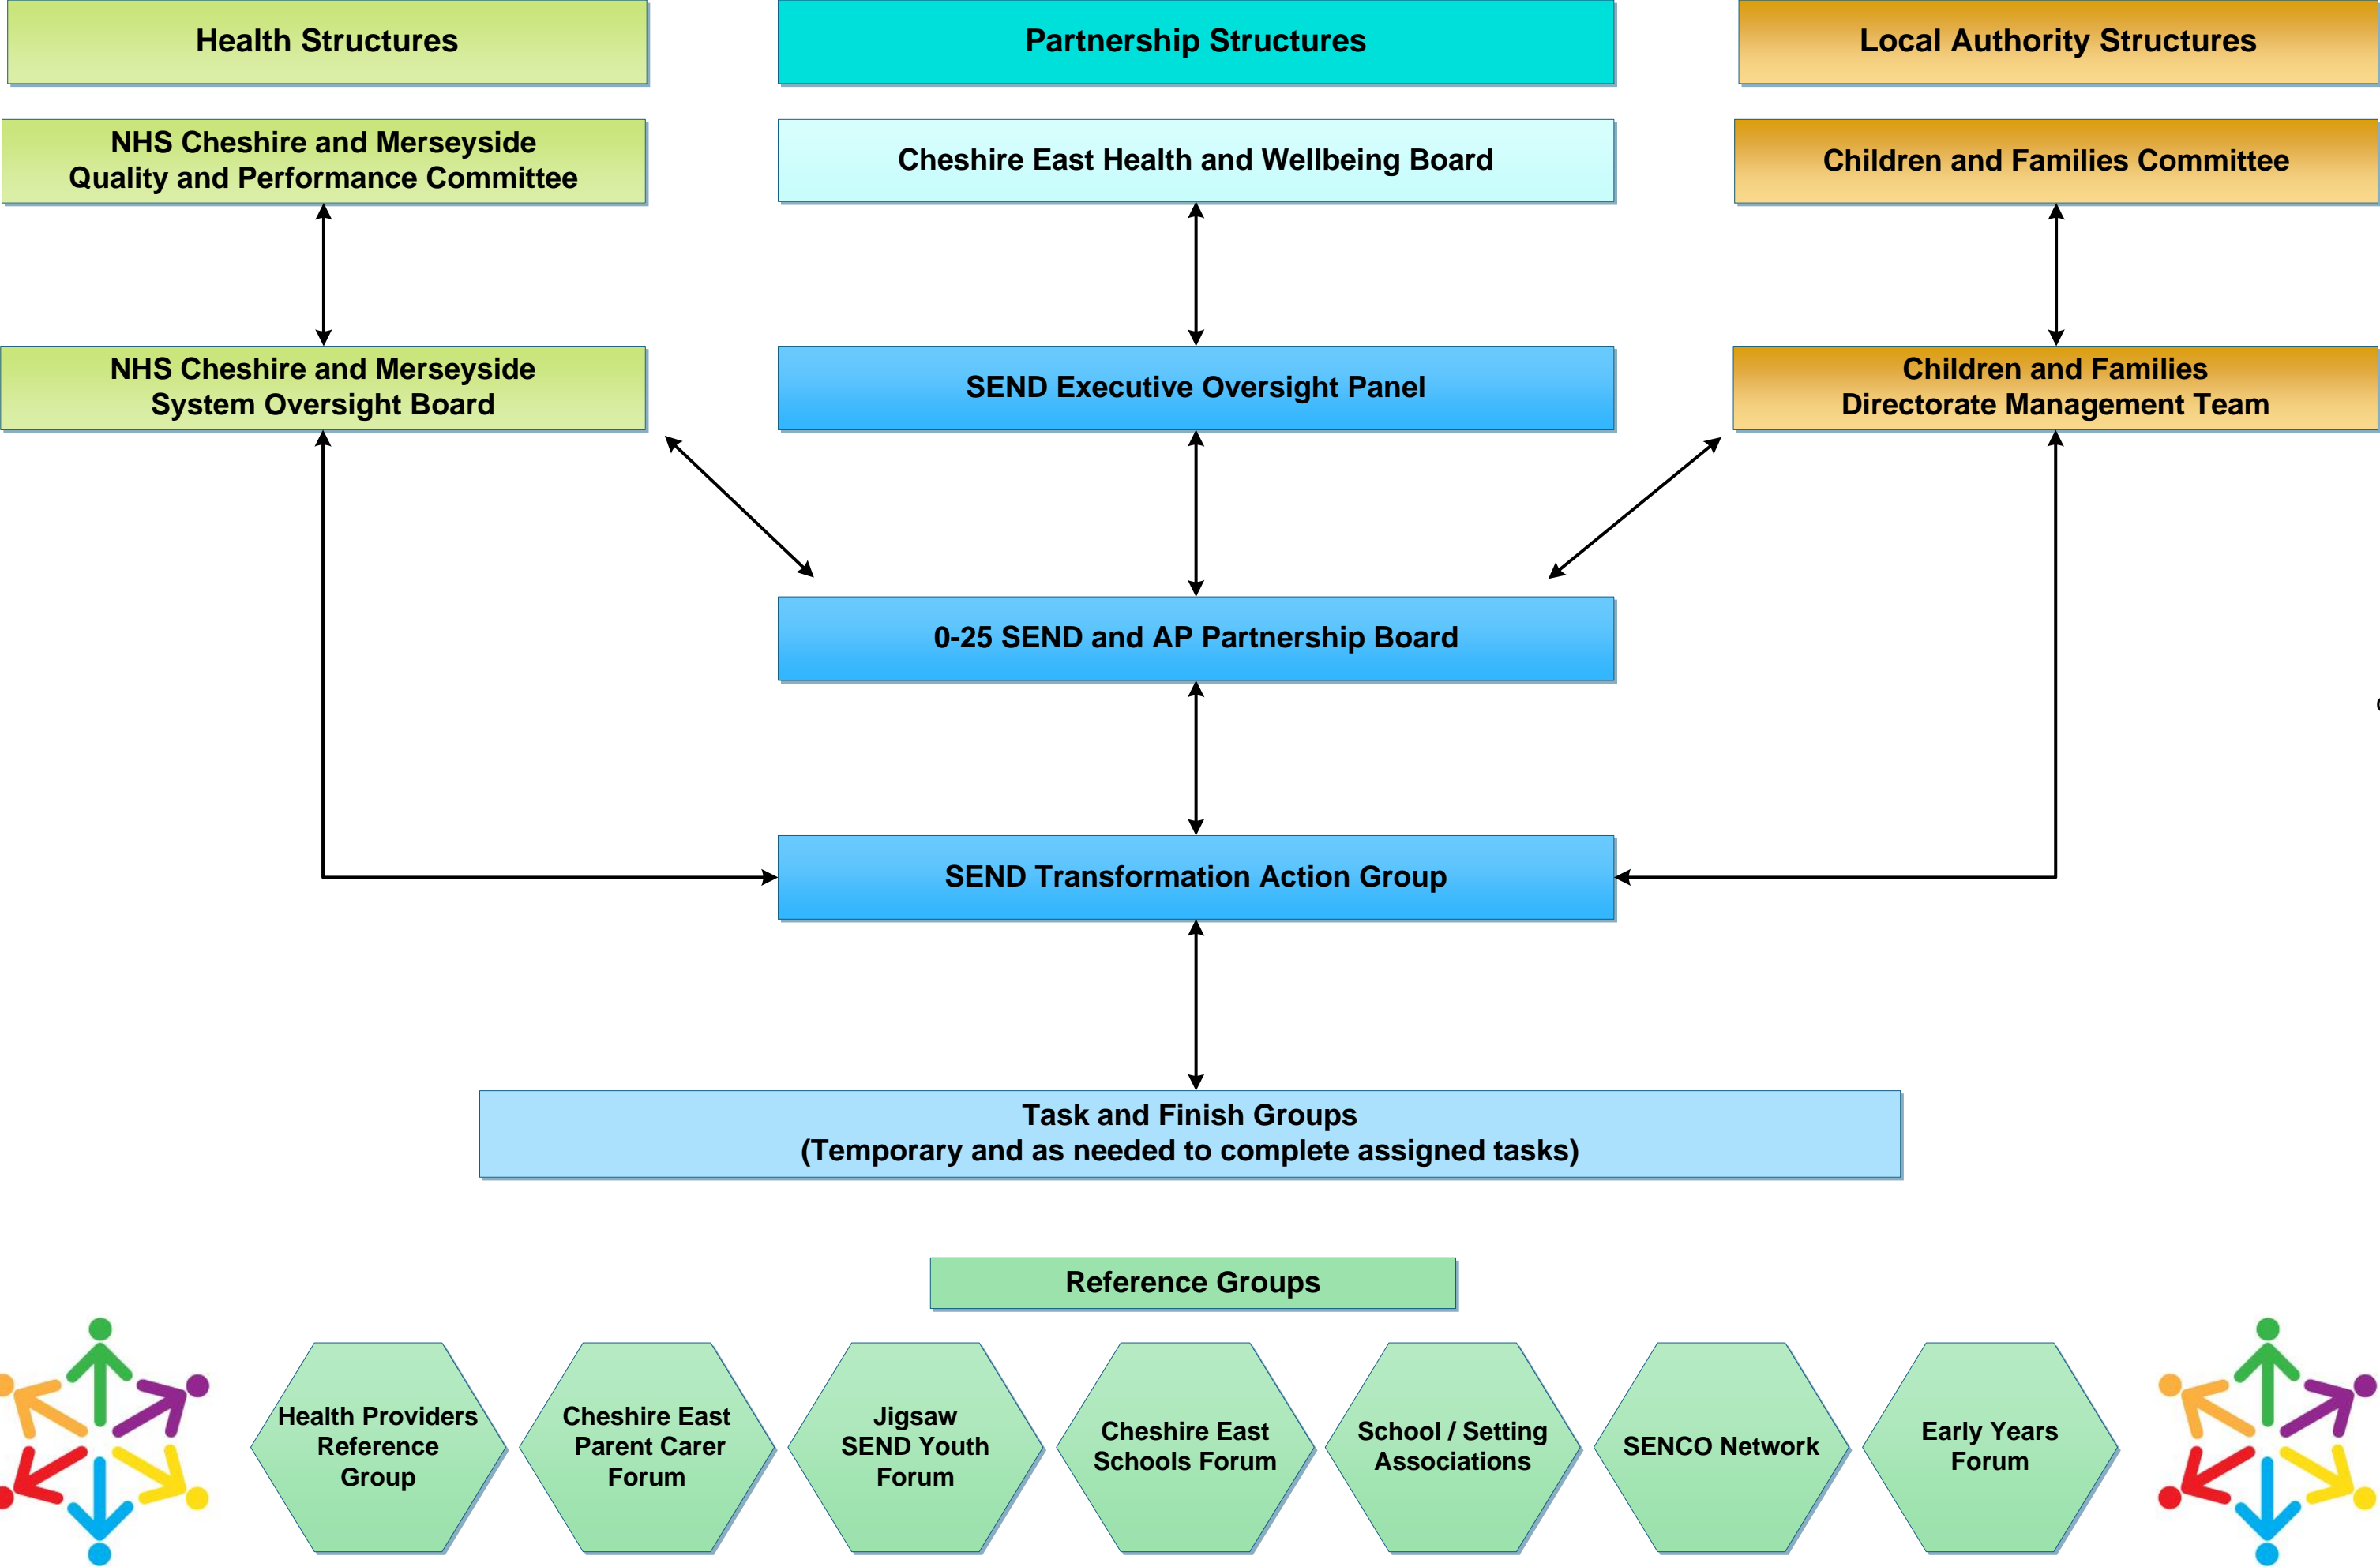 Health Structures
Partnership Structures
Local Authority Structures
NHS Cheshire and Merseyside
Quality and Performance Committee
Cheshire East Health and Wellbeing Board
Children and Families Committee
NHS Cheshire and Merseyside
System Oversight Board
SEND Executive Oversight Panel
Children and Families
Directorate Management Team
0-25 SEND and AP Partnership Board
SEND Transformation Action Group
Task and Finish Groups
(Temporary and as needed to complete assigned tasks)
Reference Groups
Health Providers
Reference
Group
Cheshire East
Parent Carer
Forum
Jigsaw
SEND Youth
Forum
Cheshire East
Schools Forum
School / Setting
Associations
SENCO Network
Early Years
Forum